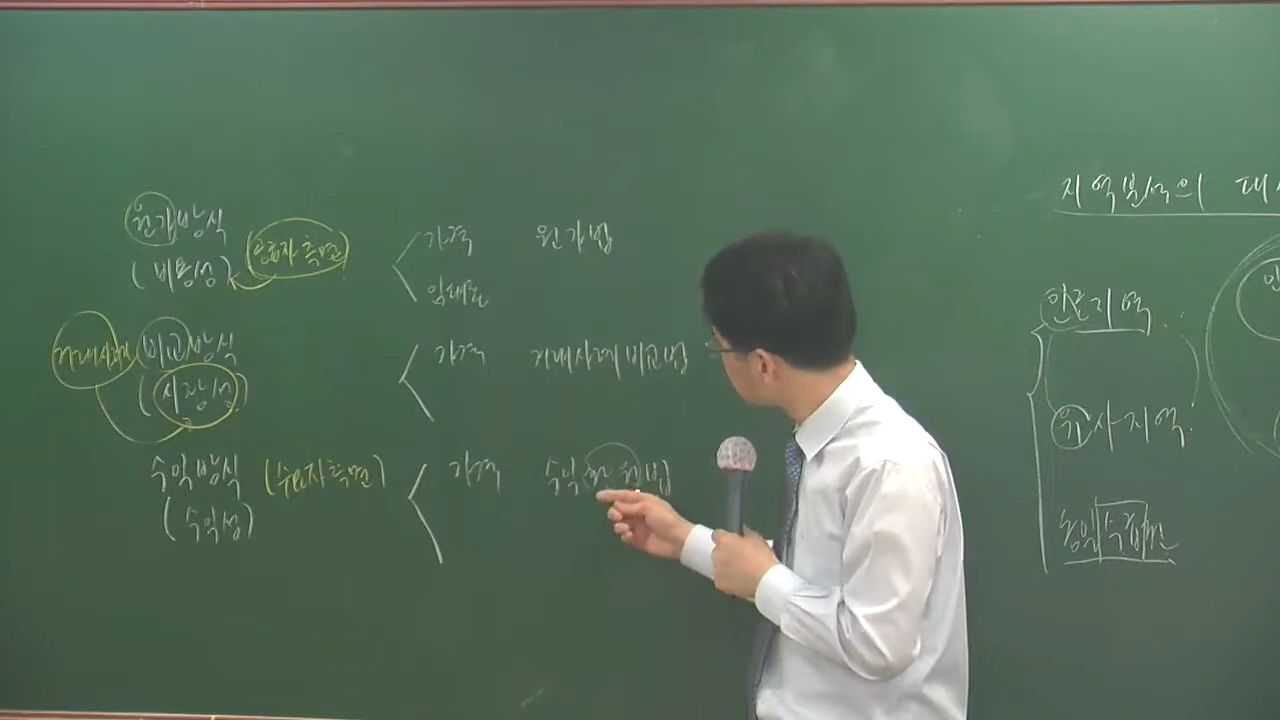 원가방식 (공급자 측면)
(비용성)
가격 원가법
임대료
거래사례 비교방식
(시장성)
가격 거래사례비교법
수익방식 (수요자측면)
(수익성)
가격 수익환원법
지역분석의 대상
인근지역
유사지역
동일수급권
인